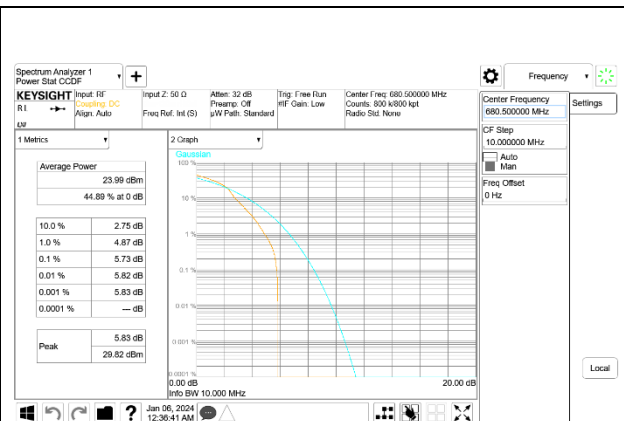 Spectrum Analyzer 1
Power Stat CCDF
Frequency
KEYSIGHT
Input: RF
Coupling: DC
Align: Auto
Input Z: 50 Ω
Freq Ref: Int (S)
Atten: 32 dB
Preamp: Off
µW Path: Standard
Trig: Free Run
#IF Gain: Low
Center Freq: 680.500000 MHz
Counts: 800 k/800 kpt
Radio Std: None
Center Frequency
680.500000 MHz
Settings
CF Step
10.000000 MHz
Auto
Man
Freq Offset
0 Hz
1 Metrics
Average Power
23.99 dBm
44.89 % at 0 dB
10.0 % 2.75 dB
1.0 % 4.87 dB
0.1 % 5.73 dB
0.01 % 5.82 dB
0.001 % 5.83 dB
0.0001 % --- dB
Peak
5.83 dB
29.82 dBm
2 Graph
Gaussian
100 %
10 %
1 %
0.1 %
0.01 %
0.001 %
0.0001 %
0.00 dB
20.00 dB
Info BW 10.000 MHz
Local
?
Jan 06, 2024
12:36:41 AM